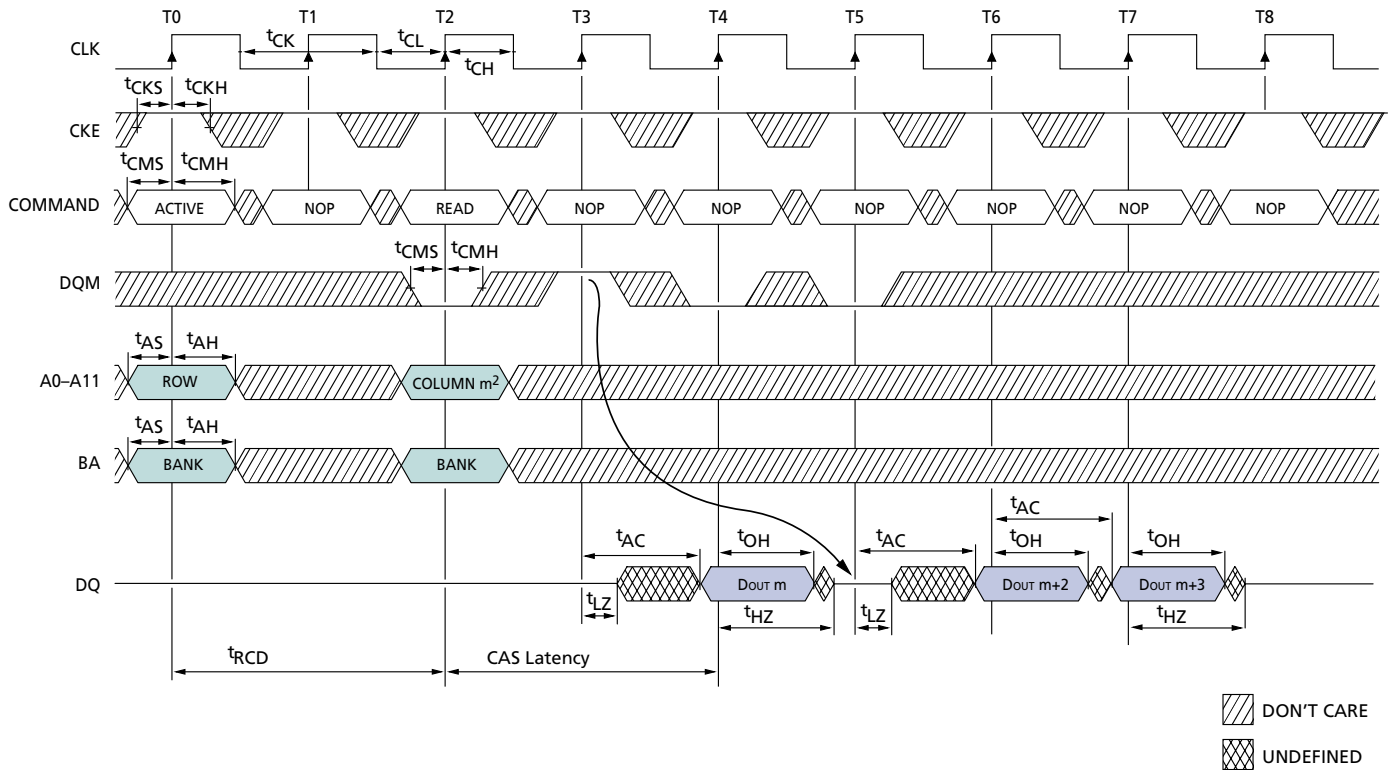 T0 T1 T2 T3 T4 T5 T6 T7 T8
CLK
tCK tCL tCH
tCKS tCKH
CKE
tCMS tCMH
COMMAND
ACTIVE NOP READ NOP NOP NOP NOP NOP NOP
tCMS tCMH
DQM
tAS tAH
A0–A11
ROW COLUMN m2
tAS tAH
BA
BANK BANK
tAC
tAC tOH tAC tOH tOH
DQ
DOUT m DOUT m+2 DOUT m+3
tLZ tHZ tLZ tHZ
tRCD CAS Latency
DON'T CARE
UNDEFINED